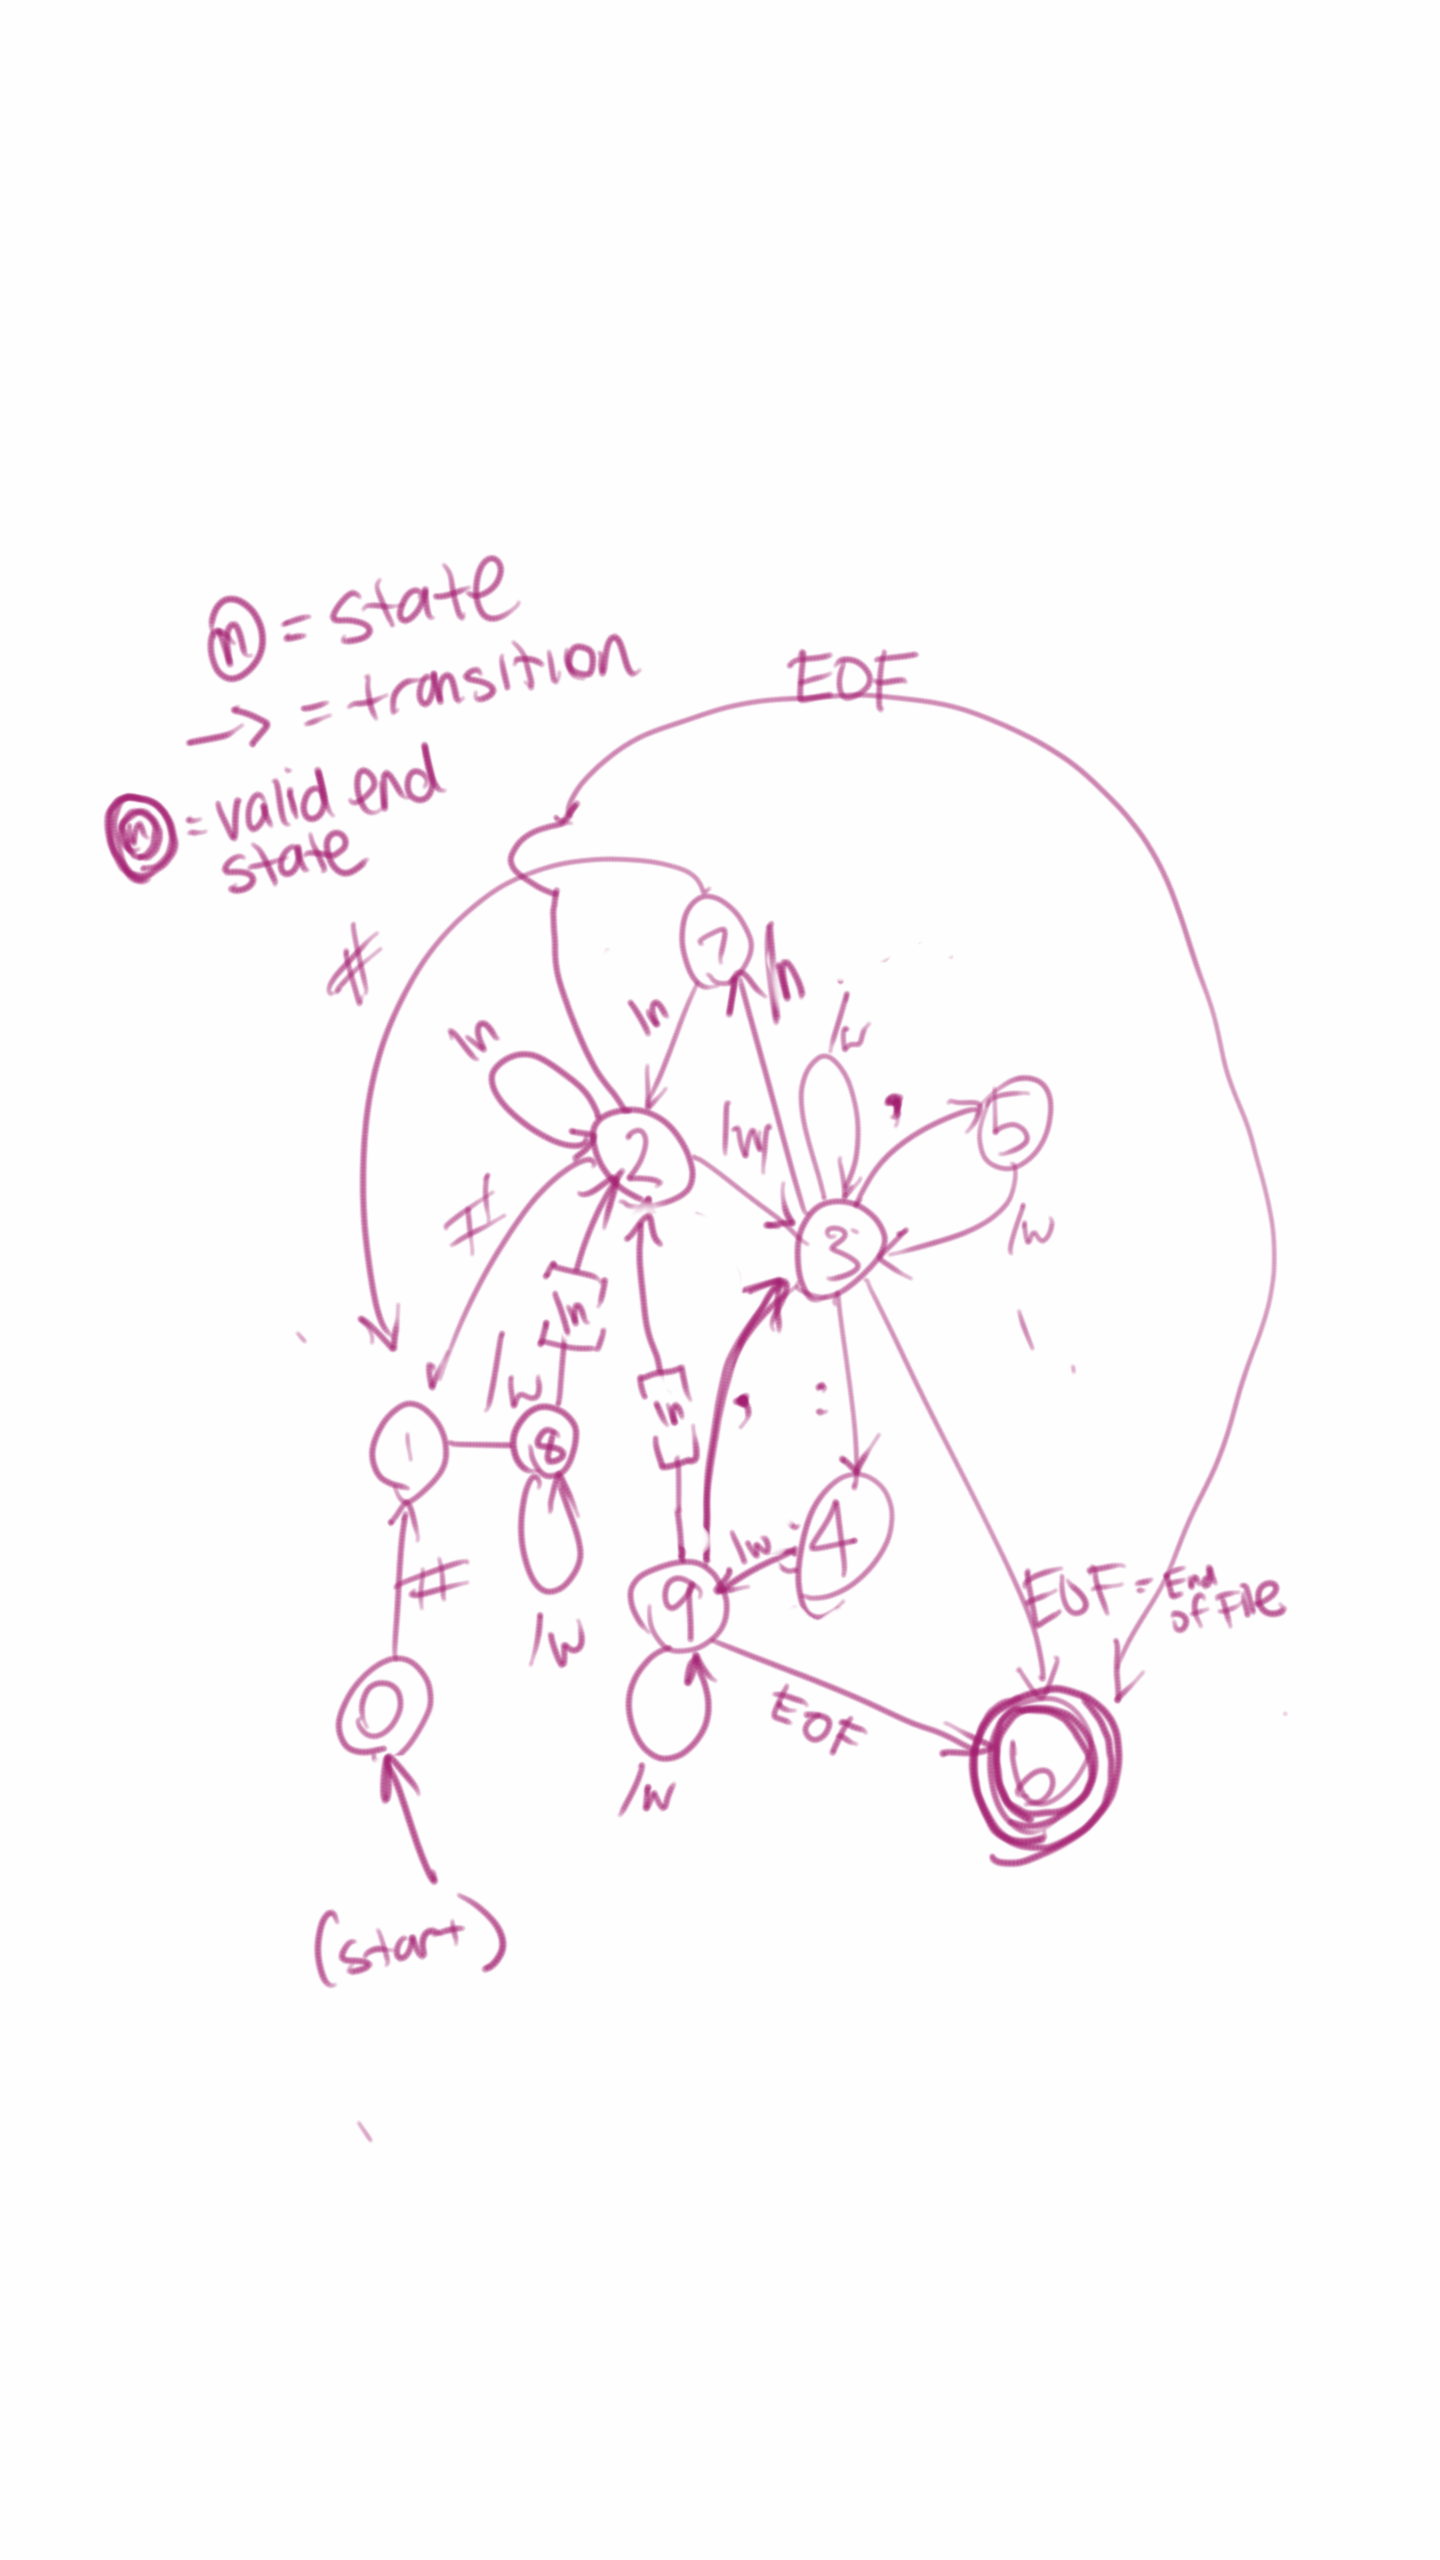 n = state
→ = transition
n = valid end
state
EOF
#
7
\n
\n
\n
\w
2
\w
,
5
#
3
\w
[\n]
\w
[\n]
,
:
1
8
\w
4
9
#
EOF = End
of File
\w
0
EOF
6
\w
(start)